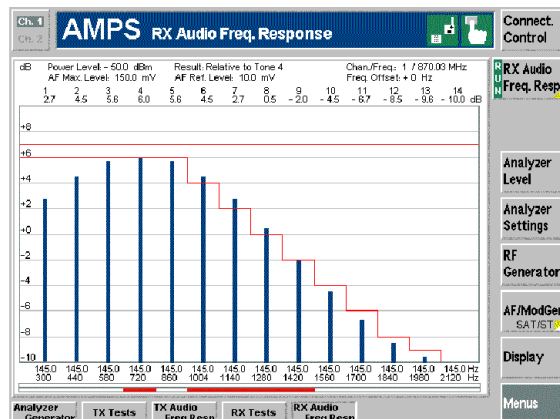 Ch. 1
Ch. 2
AMPS RX Audio Freq. Response
Connect. Control
dB Power Level: - 50.0 dBm Result: Relative to Tone 4 Chan./Freq.: 1 / 870.03 MHz
AF Max. Level: 150.0 mV AF Ref. Level: 10.0 mV Freq. Offset: + 0 Hz
1 2 3 4 5 6 7 8 9 10 11 12 13 14
2.7 4.5 5.6 6.0 5.6 4.5 2.7 0.5 - 2.0 - 4.5 - 6.7 - 8.5 - 9.6 - 10.0 dB
+8
+6
+4
+2
+0
-2
-4
-6
-8
- 10
145.0 145.0 145.0 145.0 145.0 145.0 145.0 145.0 145.0 145.0 145.0 145.0 145.0 145.0 Hz
300 440 580 720 860 1004 1140 1280 1420 1560 1700 1840 1980 2120 Hz
RUN
RX Audio
Freq. Resp
Analyzer
Level
Analyzer
Settings
RF
Generator
AF/ModGen
SAT/ST
Display
Menus
Analyzer
Generator
TX Tests
TX Audio
Freq Resp
RX Tests
RX Audio
Freq Resp